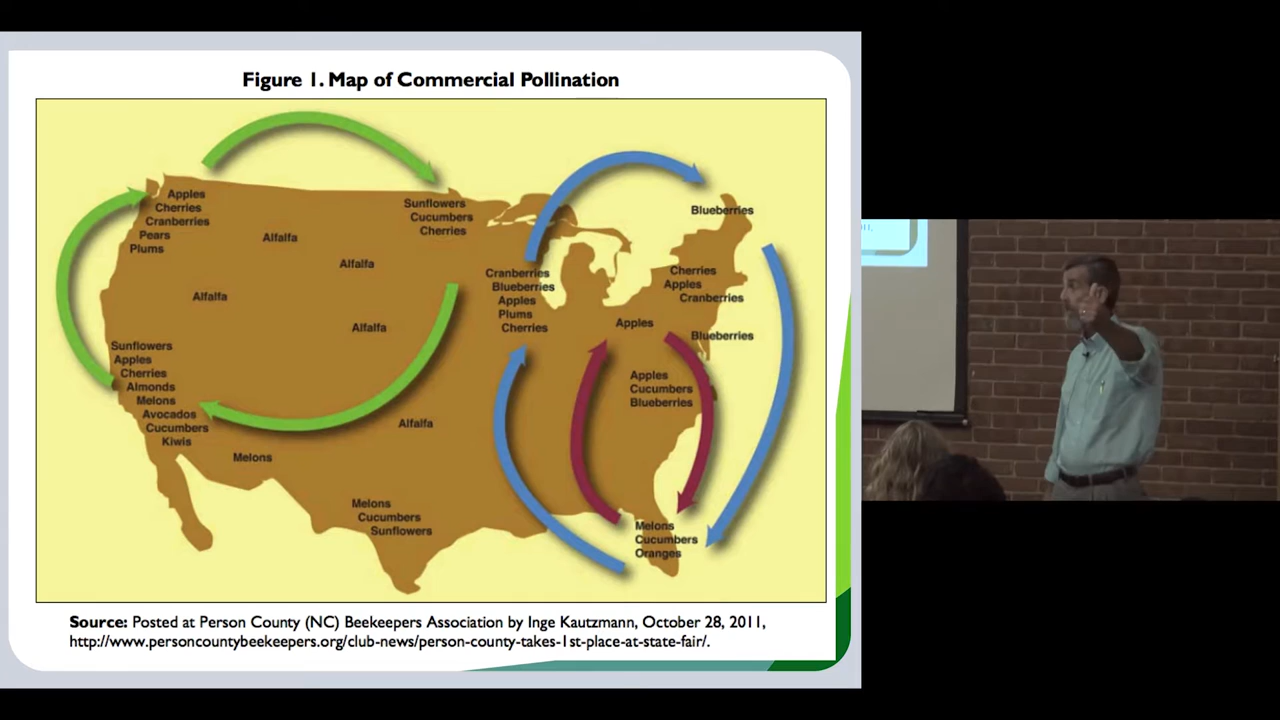 Figure 1. Map of Commercial Pollination
Apples
Cherries
Cranberries
Pears
Plums
Alfalfa
Alfalfa
Alfalfa
Alfalfa
Sunflowers
Cucumbers
Cherries
Sunflowers
Apples
Cherries
Almonds
Melons
Avocados
Cucumbers
Kiwis
Melons
Alfalfa
Melons
Cucumbers
Sunflowers
Cranberries
Blueberries
Apples
Plums
Cherries
Blueberries
Cherries
Apples
Cranberries
Apples
Blueberries
Apples
Cucumbers
Blueberries
Melons
Cucumbers
Oranges
Source: Posted at Person County (NC) Beekeepers Association by Inge Kautzmann, October 28, 2011,
http://www.personcountybeekeepers.org/club-news/person-county-takes-1st-place-at-state-fair/.